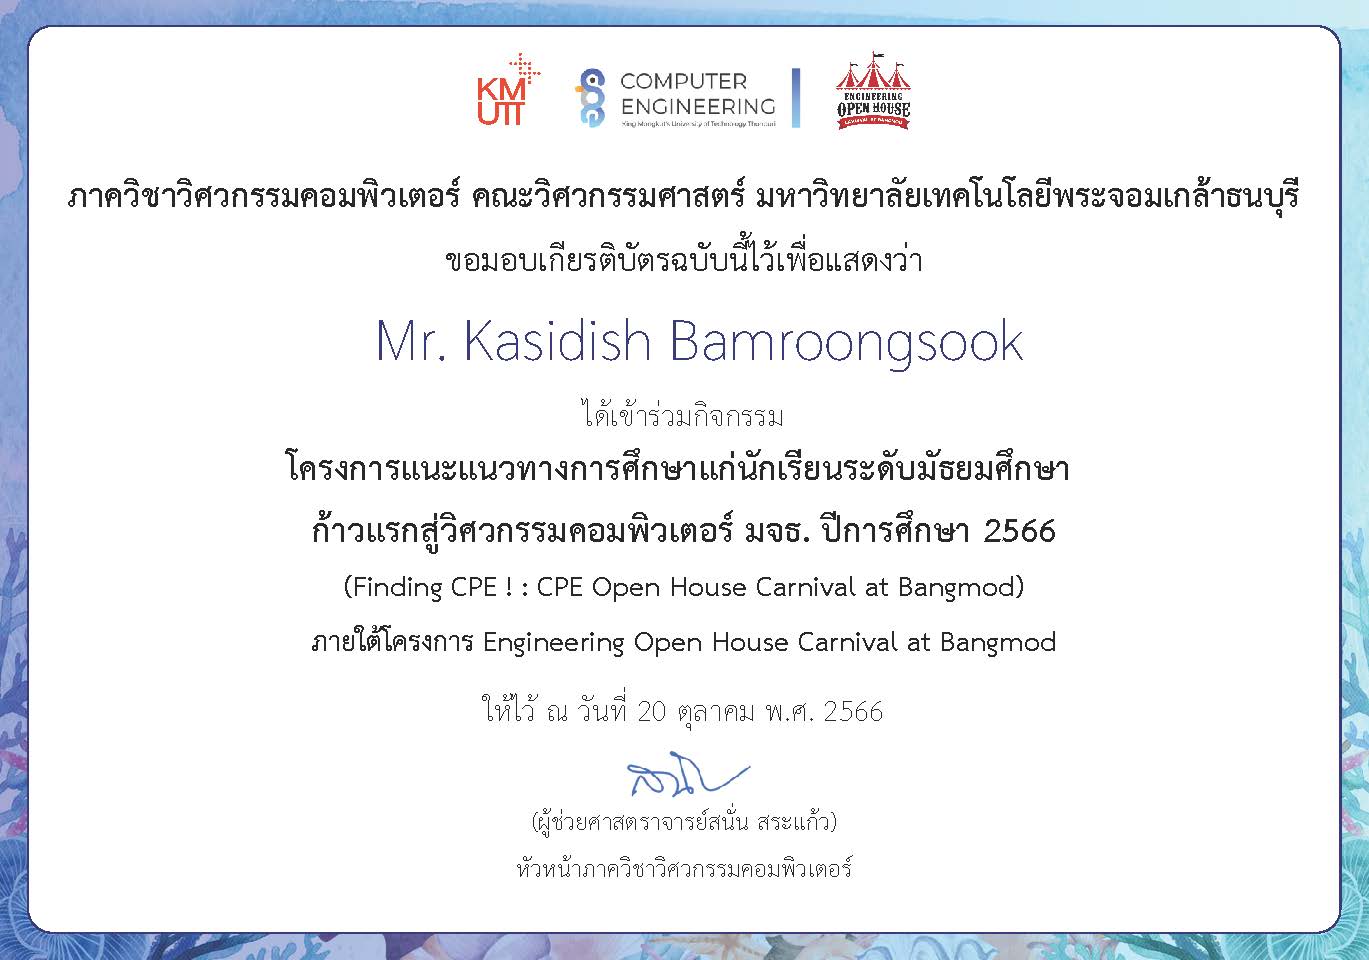 KMUTT
COMPUTER
ENGINEERING
King Mongkut's University of Technology Thonburi
ENGINEERING
OPEN HOUSE
CARNIVAL AT BANGMOD
ภาควิชาวิศวกรรมคอมพิวเตอร์ คณะวิศวกรรมศาสตร์ มหาวิทยาลัยเทคโนโลยีพระจอมเกล้าธนบุรี
ขอมอบเกียรติบัตรฉบับนี้ไว้เพื่อแสดงว่า
Mr. Kasidish Bamroongsook
ได้เข้าร่วมกิจกรรม
โครงการแนะแนวทางการศึกษาแก่นักเรียนระดับมัธยมศึกษา
ก้าวแรกสู่วิศวกรรมคอมพิวเตอร์ มจธ. ปีการศึกษา 2566
(Finding CPE ! : CPE Open House Carnival at Bangmod)
ภายใต้โครงการ Engineering Open House Carnival at Bangmod
ให้ไว้ ณ วันที่ 20 ตุลาคม พ.ศ. 2566
(ผู้ช่วยศาสตราจารย์สนั่น สระแก้ว)
หัวหน้าภาควิชาวิศวกรรมคอมพิวเตอร์